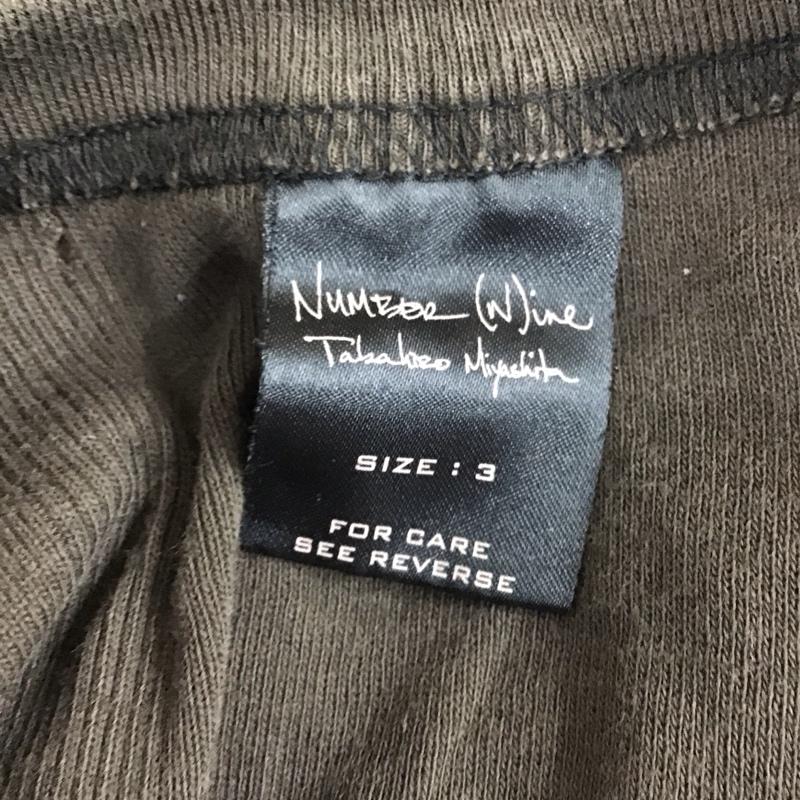 NUMBER (N)ine
Takahiro Miyashita
SIZE : 3
FOR CARE
SEE REVERSE